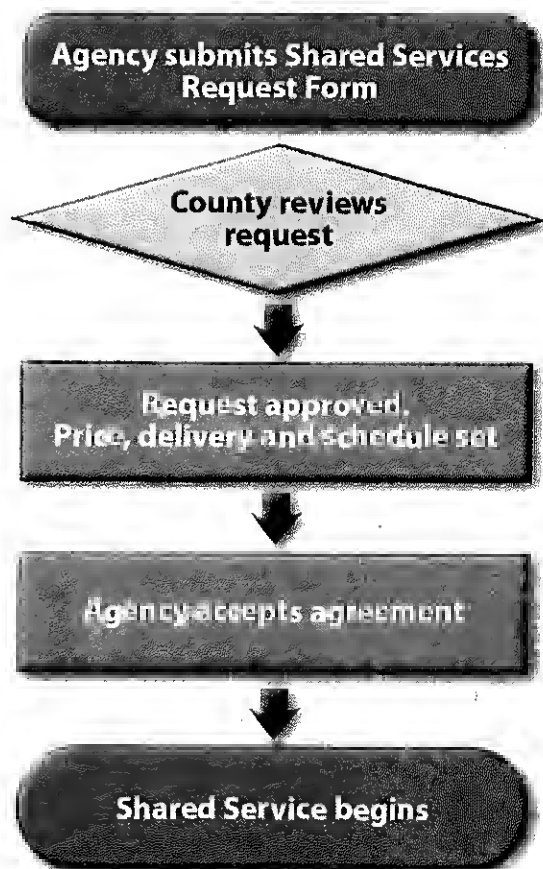 Agency submits Shared Services
Request Form
County reviews
request
Request approved.
Price, delivery and schedule set
Agency accepts agreement
Shared Service begins